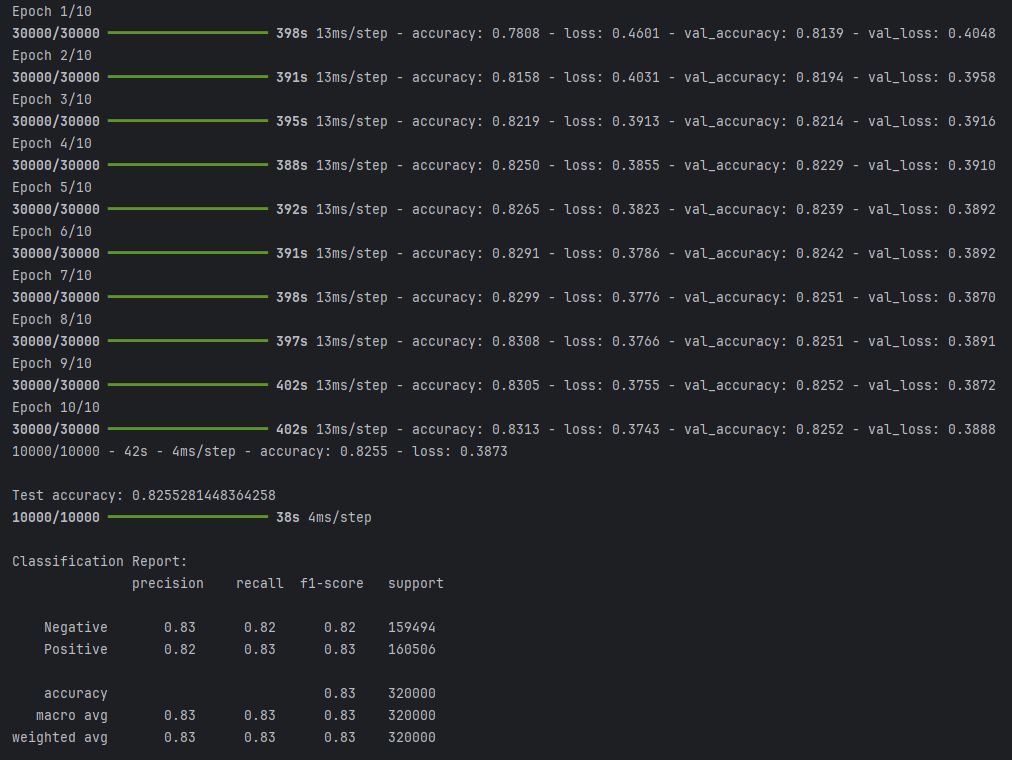 Epoch 1/10
30000/30000 398s 13ms/step - accuracy: 0.7808 - loss: 0.4601 - val_accuracy: 0.8139 - val_loss: 0.4048
Epoch 2/10
30000/30000 391s 13ms/step - accuracy: 0.8158 - loss: 0.4031 - val_accuracy: 0.8194 - val_loss: 0.3958
Epoch 3/10
30000/30000 395s 13ms/step - accuracy: 0.8219 - loss: 0.3913 - val_accuracy: 0.8214 - val_loss: 0.3916
Epoch 4/10
30000/30000 388s 13ms/step - accuracy: 0.8250 - loss: 0.3855 - val_accuracy: 0.8229 - val_loss: 0.3910
Epoch 5/10
30000/30000 392s 13ms/step - accuracy: 0.8265 - loss: 0.3823 - val_accuracy: 0.8239 - val_loss: 0.3892
Epoch 6/10
30000/30000 391s 13ms/step - accuracy: 0.8291 - loss: 0.3786 - val_accuracy: 0.8242 - val_loss: 0.3892
Epoch 7/10
30000/30000 398s 13ms/step - accuracy: 0.8299 - loss: 0.3776 - val_accuracy: 0.8251 - val_loss: 0.3870
Epoch 8/10
30000/30000 397s 13ms/step - accuracy: 0.8308 - loss: 0.3766 - val_accuracy: 0.8251 - val_loss: 0.3891
Epoch 9/10
30000/30000 402s 13ms/step - accuracy: 0.8305 - loss: 0.3755 - val_accuracy: 0.8252 - val_loss: 0.3872
Epoch 10/10
30000/30000 402s 13ms/step - accuracy: 0.8313 - loss: 0.3743 - val_accuracy: 0.8252 - val_loss: 0.3888
10000/10000 - 42s - 4ms/step - accuracy: 0.8255 - loss: 0.3873
Test accuracy: 0.8255281448364258
10000/10000 38s 4ms/step
Classification Report:
precision recall f1-score support
Negative 0.83 0.82 0.82 159494
Positive 0.82 0.83 0.83 160506
accuracy 0.83 320000
macro avg 0.83 0.83 0.83 320000
weighted avg 0.83 0.83 0.83 320000